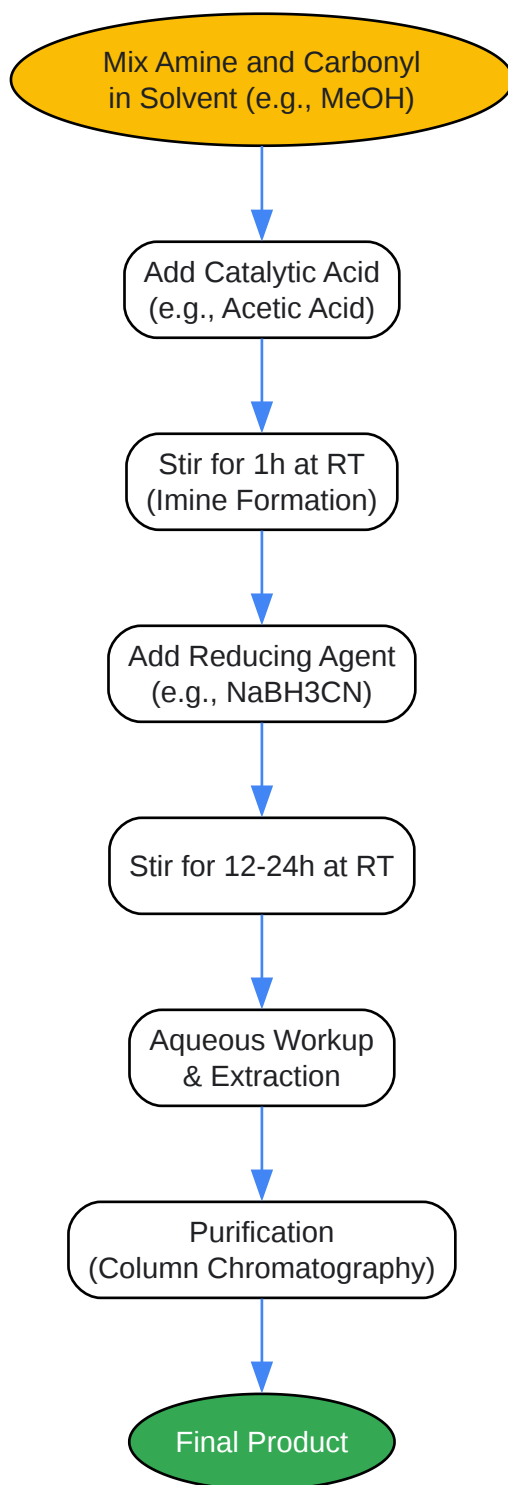 Mix Amine and Carbonyl
in Solvent (e.g., MeOH)
Add Catalytic Acid
(e.g., Acetic Acid)
Stir for 1h at RT
(Imine Formation)
Add Reducing Agent
(e.g., NaBH3CN)
Stir for 12-24h at RT
Aqueous Workup
& Extraction
Purification
(Column Chromatography)
Final Product